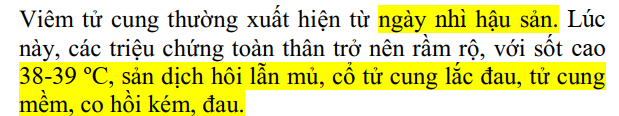 Viêm tử cung thường xuất hiện từ ngày nhì hậu sản. Lúc
này, các triệu chứng toàn thân trở nên rầm rộ, với sốt cao
38-39 ºC, sản dịch hôi lẫn mủ, cổ tử cung lắc đau, tử cung
mềm, co hồi kém, đau.